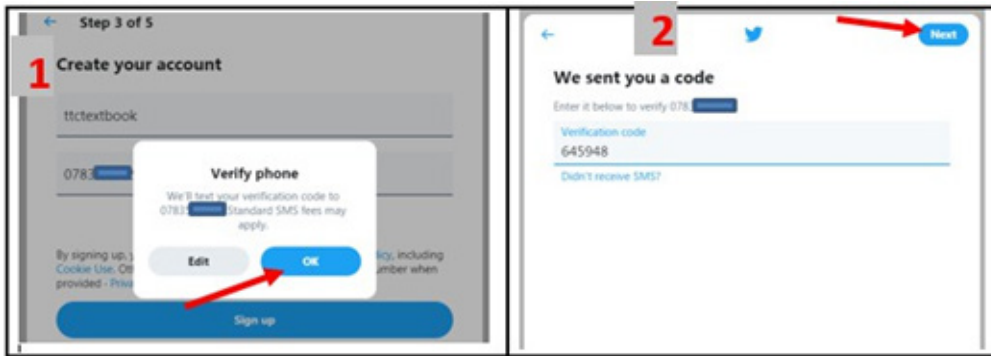 Step 3 of 5
1
Create your account
ttctextbook
0783
Verify phone
We'll text your verification code to
0783 Standard SMS fees may
apply.
Edit
OK
By signing up, licy, including
Cookie Use. Ot umber when
provided - Priva
Sign up
2
Next
We sent you a code
Enter it below to verify 078
Verification code
645948
Didn't receive SMS?